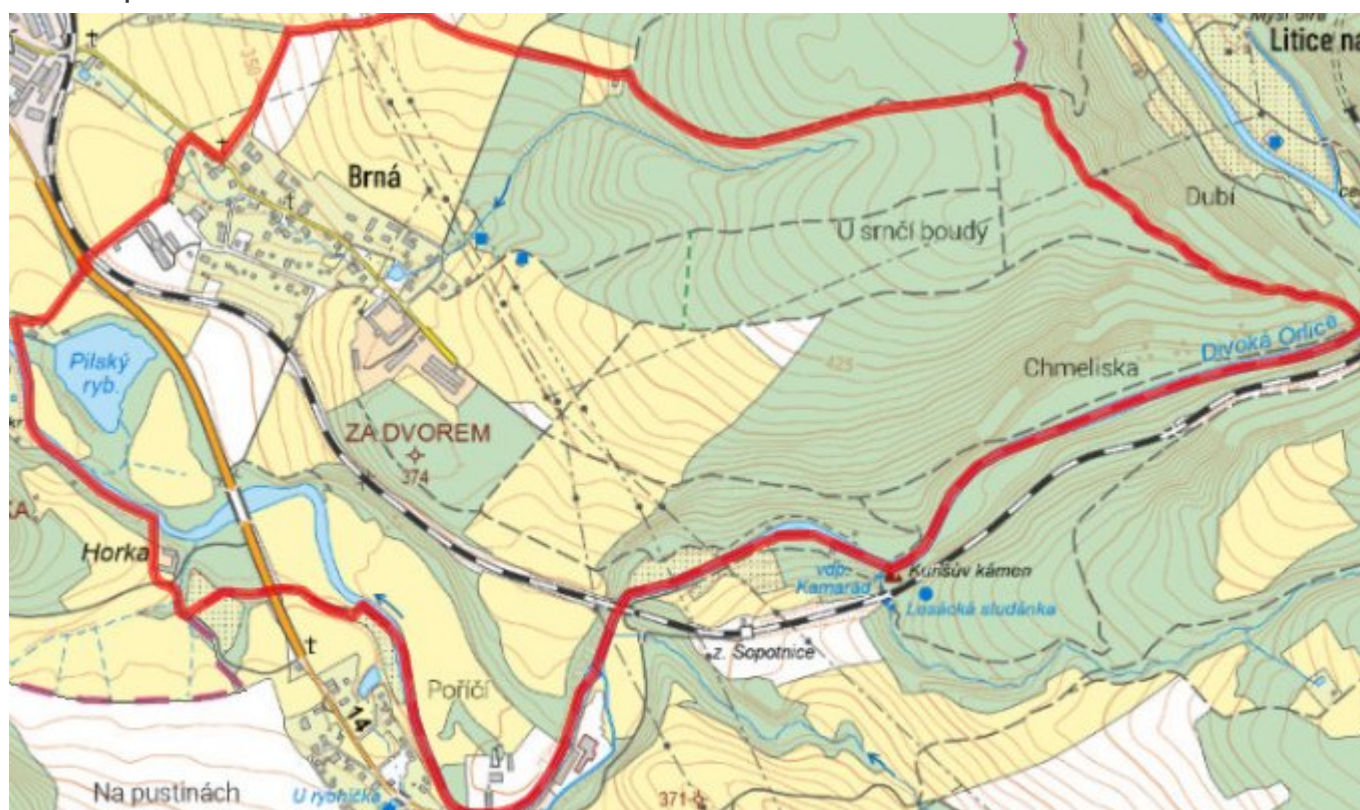 Litice na
350
Brná
Dubí
U srnčí boudy
Pilský
ryb.
425
Chmeliska
Divoká Orlice
ZA DVOREM
374
Horka
vdp.
Kamarád
Kunšův kámen
Lesácká studánka
z. Sopotnice
Poříčí
14
Na pustinách
U rybníčka
371